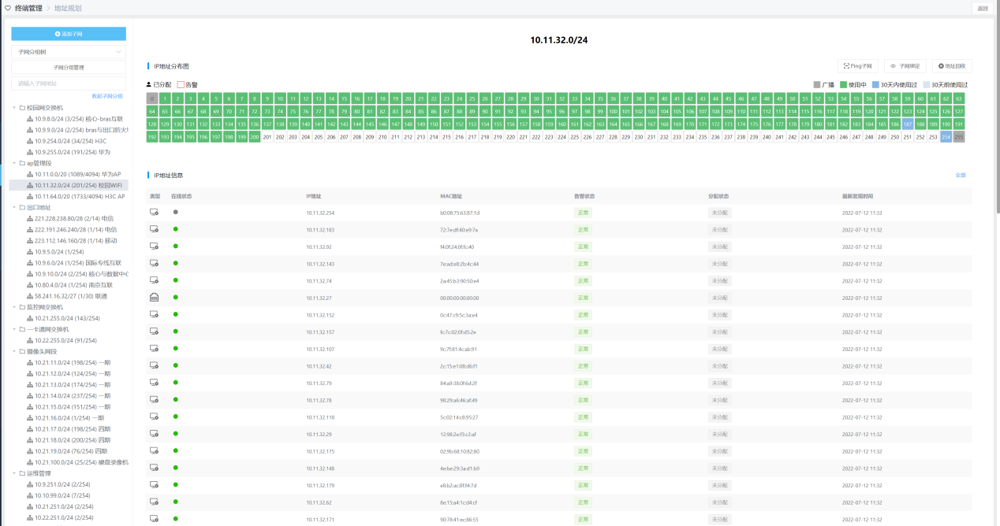 终端管理 > 地址规划
返回
添加子网
子网分组树
子网分组管理
请输入子网地址
收起子网分组
校园网交换机
10.9.8.0/24 (3/254) 核心-bras互联
10.9.9.0/24 (2/254) bras与出口防火
10.9.254.0/24 (34/254) H3C
10.9.255.0/24 (191/254) 华为
ap管理段
10.11.0.0/20 (1089/4094) 华为AP
10.11.32.0/24 (201/254) 校园WIFI
10.11.64.0/20 (1733/4094) H3C AP
出口地址
221.228.238.80/28 (2/14) 电信
222.191.246.240/28 (1/14) 电信
223.112.146.160/28 (1/14) 移动
10.9.5.0/24 (1/254)
10.9.6.0/24 (1/254) 国际专线互联
10.9.10.0/24 (2/254) 核心与数据中心
10.80.4.0/24 (1/254) 南京互联
58.241.16.32/27 (1/30) 联通
监控网交换机
10.21.255.0/24 (143/254)
一卡通网交换机
10.22.255.0/24 (91/254)
摄像头网段
10.21.11.0/24 (198/254) 一期
10.21.12.0/24 (124/254) 一期
10.21.13.0/24 (174/254) 一期
10.21.14.0/24 (237/254) 一期
10.21.15.0/24 (151/254) 一期
10.21.16.0/24 (1/254) 一期
10.21.17.0/24 (198/254) 四期
10.21.18.0/24 (200/254) 四期
10.21.19.0/24 (76/254) 四期
10.21.100.0/24 (25/254) 硬盘录像机
运维管理
10.9.251.0/24 (2/254)
10.10.99.0/24 (7/254)
10.21.251.0/24 (2/254)
10.22.251.0/24 (2/254)
10.11.32.0/24
IP地址分布图
Ping子网 子网绑定 地址回收
已分配 告警
广播 使用中 30天内使用过 30天前使用过
0 1 2 3 4 5 6 7 8 9 10 11 12 13 14 15 16 17 18 19 20 21 22 23 24 25 26 27 28 29 30 31 32 33 34 35 36 37 38 39 40 41 42 43 44 45 46 47 48 49 50 51 52 53 54 55 56 57 58 59 60 61 62 63
64 65 66 67 68 69 70 71 72 73 74 75 76 77 78 79 80 81 82 83 84 85 86 87 88 89 90 91 92 93 94 95 96 97 98 99 100 101 102 103 104 105 106 107 108 109 110 111 112 113 114 115 116 117 118 119 120 121 122 123 124 125 126 127
128 129 130 131 132 133 134 135 136 137 138 139 140 141 142 143 144 145 146 147 148 149 150 151 152 153 154 155 156 157 158 159 160 161 162 163 164 165 166 167 168 169 170 171 172 173 174 175 176 177 178 179 180 181 182 183 184 185 186 187 188 189 190 191
192 193 194 195 196 197 198 199 200 201 202 203 204 205 206 207 208 209 210 211 212 213 214 215 216 217 218 219 220 221 222 223 224 225 226 227 228 229 230 231 232 233 234 235 236 237 238 239 240 241 242 243 244 245 246 247 248 249 250 251 252 253 254 255
IP地址信息
全部
类型 在线状态 IP地址 MAC地址 告警状态 分配状态 最新发现时间
10.11.32.254 b0:08:75:63:87:1d 正常 未分配 2022-07-12 11:33
10.11.32.183 72:7e:df:40:e9:7a 正常 未分配 2022-07-12 11:32
10.11.32.92 f4:0f:24:0f:fc:40 正常 未分配 2022-07-12 11:32
10.11.32.143 7e:ad:e8:2b:4c:44 正常 未分配 2022-07-12 11:32
10.11.32.74 2a:45:b3:90:50:e4 正常 未分配 2022-07-12 11:32
10.11.32.27 00:00:00:00:00:00 正常 未分配 2022-07-12 11:32
10.11.32.152 0c:47:c9:5c:3a:e4 正常 未分配 2022-07-12 11:32
10.11.32.157 fc:7c:02:0f:d5:2e 正常 未分配 2022-07-12 11:32
10.11.32.107 9c:7f:81:4c:ab:91 正常 未分配 2022-07-12 11:32
10.11.32.42 2c:15:e1:08:d6:f1 正常 未分配 2022-07-12 11:32
10.11.32.79 84:a9:38:0f:6d:2f 正常 未分配 2022-07-12 11:32
10.11.32.78 98:29:a6:46:af:49 正常 未分配 2022-07-12 11:32
10.11.32.118 5c:02:14:c8:95:27 正常 未分配 2022-07-12 11:32
10.11.32.29 12:98:2e:f3:c2:af 正常 未分配 2022-07-12 11:32
10.11.32.175 02:9b:68:10:82:80 正常 未分配 2022-07-12 11:32
10.11.32.148 4e:be:29:3a:d1:b9 正常 未分配 2022-07-12 11:32
10.11.32.179 e8:b2:ac:8f:f4:7d 正常 未分配 2022-07-12 11:32
10.11.32.62 8e:15:a4:1c:d4:cf 正常 未分配 2022-07-12 11:32
10.11.32.171 90:78:41:ec:86:55 正常 未分配 2022-07-12 11:32